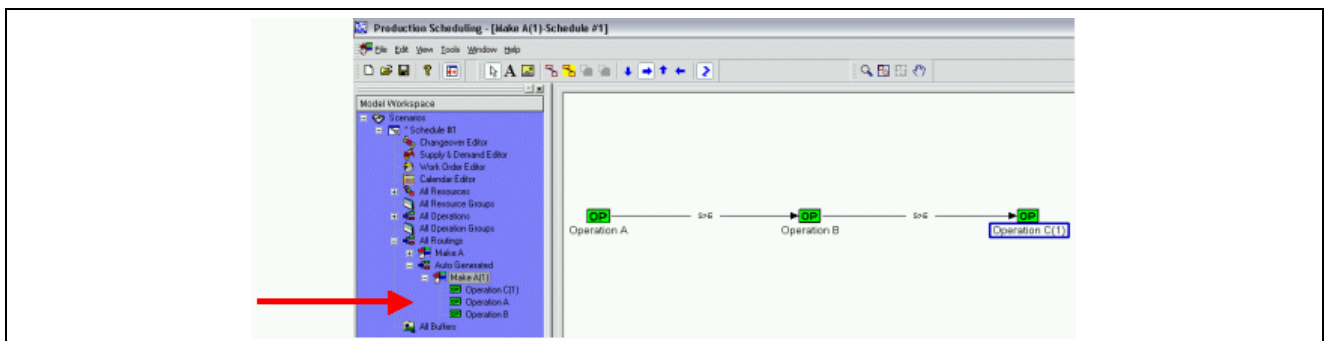 Production Scheduling - [Make A(1)-Schedule #1]
File Edit View Tools Window Help
A
Model Workspace
Scenarios
* Schedule #1
Changeover Editor
Supply & Demand Editor
Work Order Editor
Calendar Editor
All Resources
All Resource Groups
All Operations
All Operation Groups
All Routings
Make A
Auto Generated
Make A(1)
OP Operation C(1)
OP Operation A
OP Operation B
All Buffers
OP OP OP
Operation A Operation B Operation C(1)